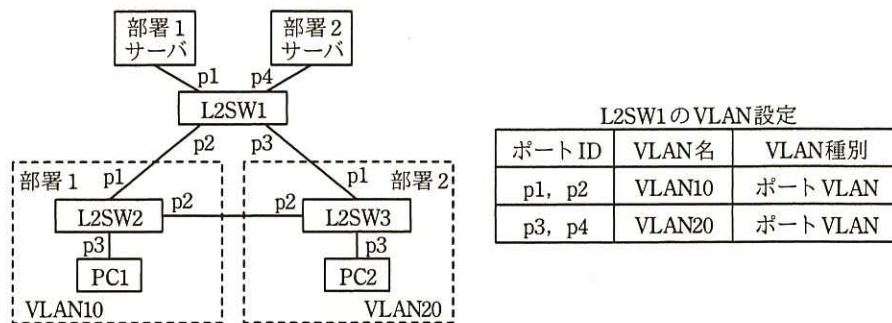 部署1
サーバ
部署2
サーバ
p1
p4
L2SW1
p2
p3
部署1
p1
p1
部署2
L2SW2
p2
p2
L2SW3
p3
p3
PC1
PC2
VLAN10
VLAN20
L2SW1のVLAN設定
ポートID VLAN名 VLAN種別
p1，p2 VLAN10 ポートVLAN
p3，p4 VLAN20 ポートVLAN